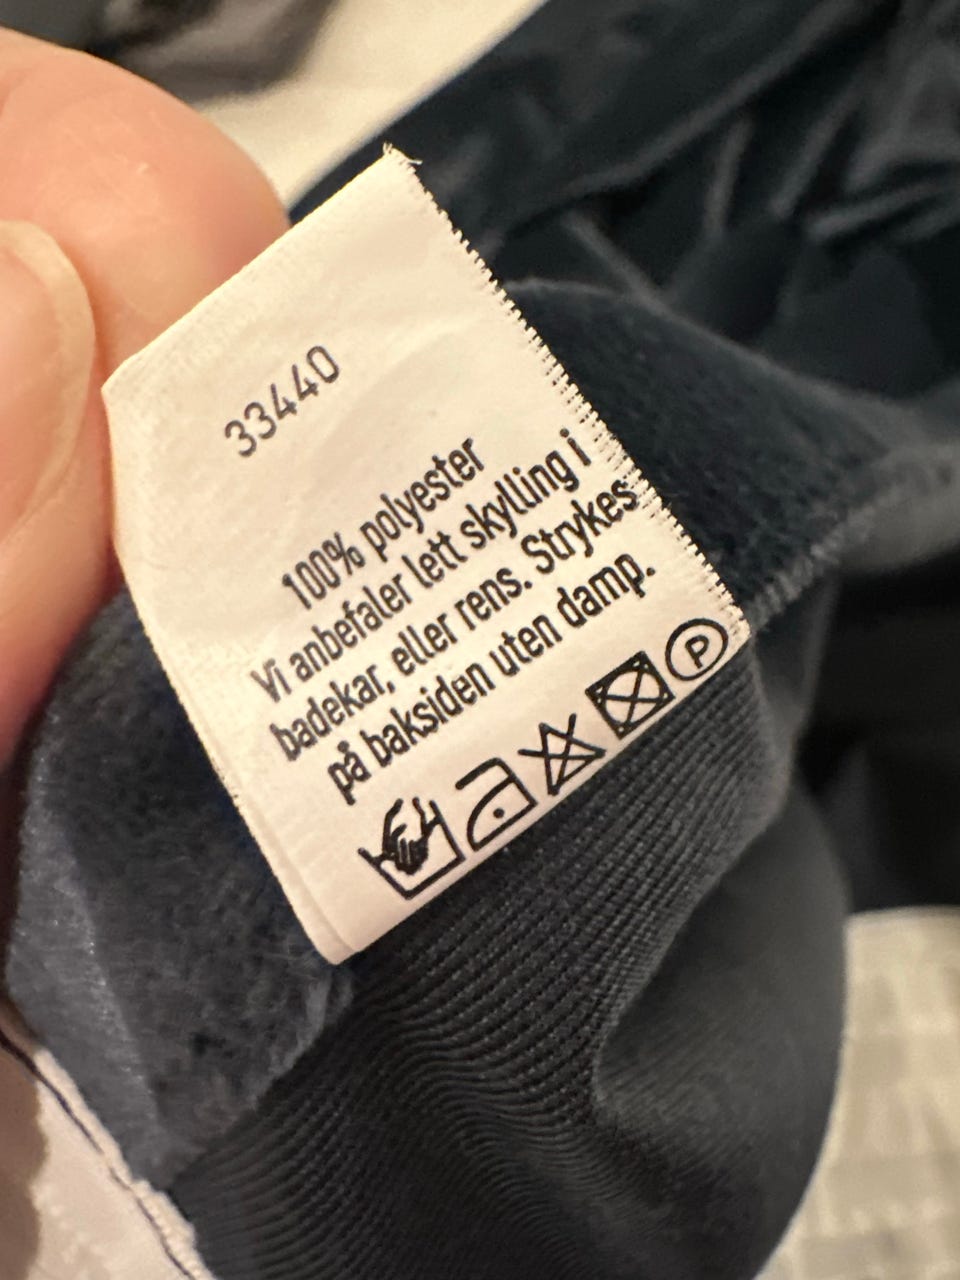 33440
100% polyester
Vi anbefaler lett skylling i
badekar, eller rens. Strykes
på baksiden uten damp.
P